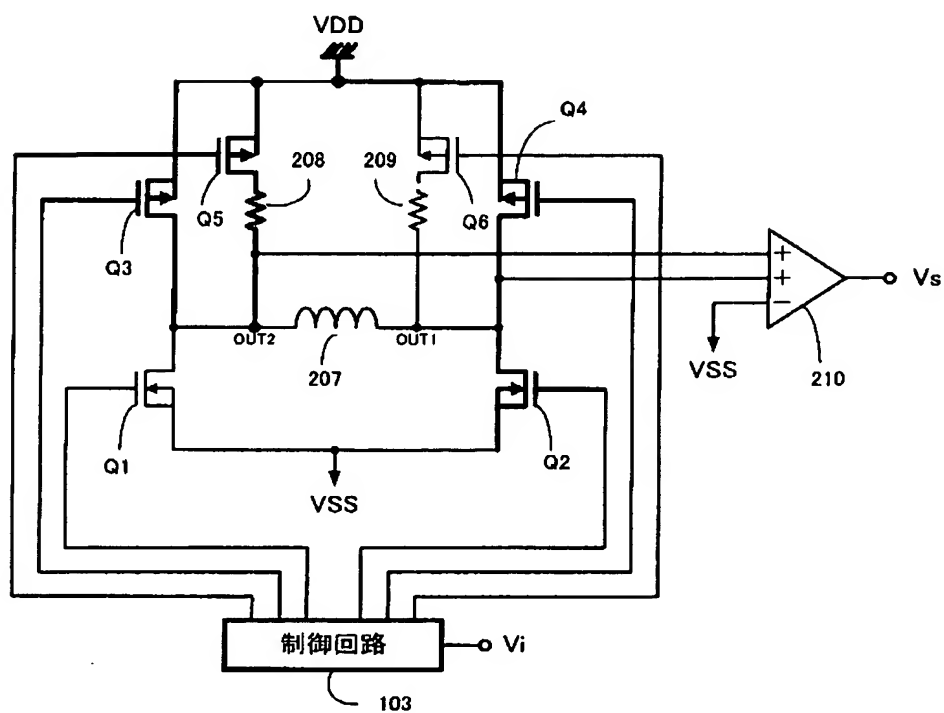 VDD
Q4
208
209
Q5
Q6
Q3
+
+
−
Vs
OUT2
OUT1
207
VSS
210
Q1
Q2
VSS
制御回路
Vi
103